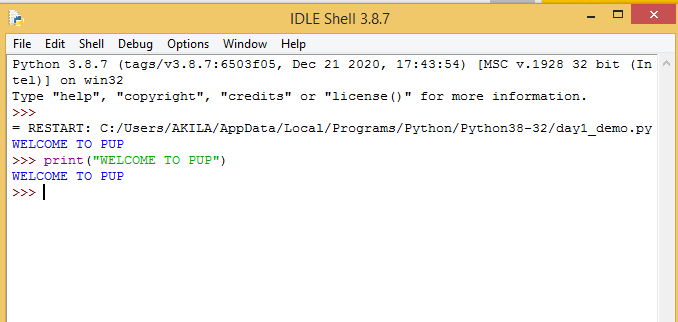 IDLE Shell 3.8.7
File Edit Shell Debug Options Window Help
Python 3.8.7 (tags/v3.8.7:6503f05, Dec 21 2020, 17:43:54) [MSC v.1928 32 bit (In
tel)] on win32
Type "help", "copyright", "credits" or "license()" for more information.
>>>
= RESTART: C:/Users/AKILA/AppData/Local/Programs/Python/Python38-32/day1_demo.py
WELCOME TO PUP
>>> print("WELCOME TO PUP")
WELCOME TO PUP
>>>